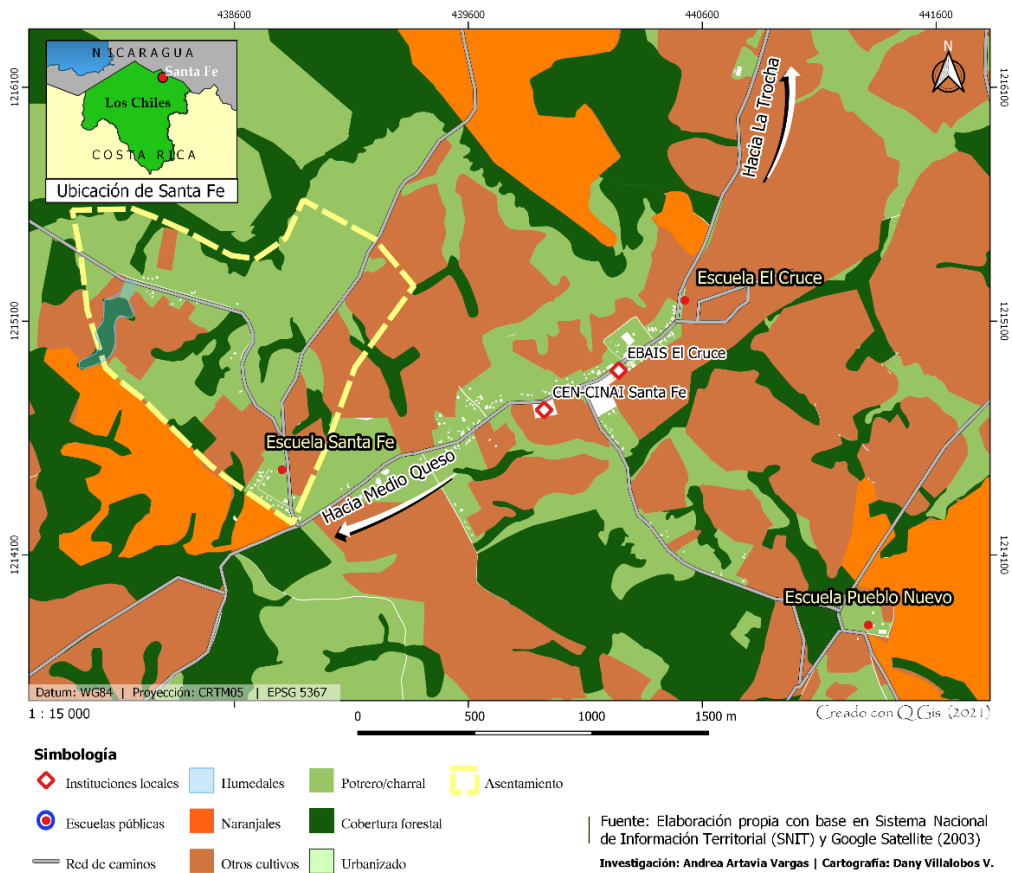 438600
439600
440600
441600
1216100
1215100
1214100
1216100
1215100
1214100
NICARAGUA
Santa Fe
Los Chiles
COSTA RICA
Ubicación de Santa Fe
N
Hacia La Trocha
Escuela El Cruce
EBAIS El Cruce
CEN-CINAI Santa Fe
Escuela Santa Fe
Hacia Medio Queso
Escuela Pueblo Nuevo
Datum: WG84 | Proyección: CRTM05 | EPSG 5367
1 : 15 000
0 500 1000 1500 m
Creado con Q.Gis (2021)
Simbología
Instituciones locales
Humedales
Potrero/charral
Asentamiento
Escuelas públicas
Naranjales
Cobertura forestal
Red de caminos
Otros cultivos
Urbanizado
Fuente: Elaboración propia con base en Sistema Nacional
de Información Territorial (SNIT) y Google Satellite (2003)
Investigación: Andrea Artavia Vargas | Cartografía: Dany Villalobos V.